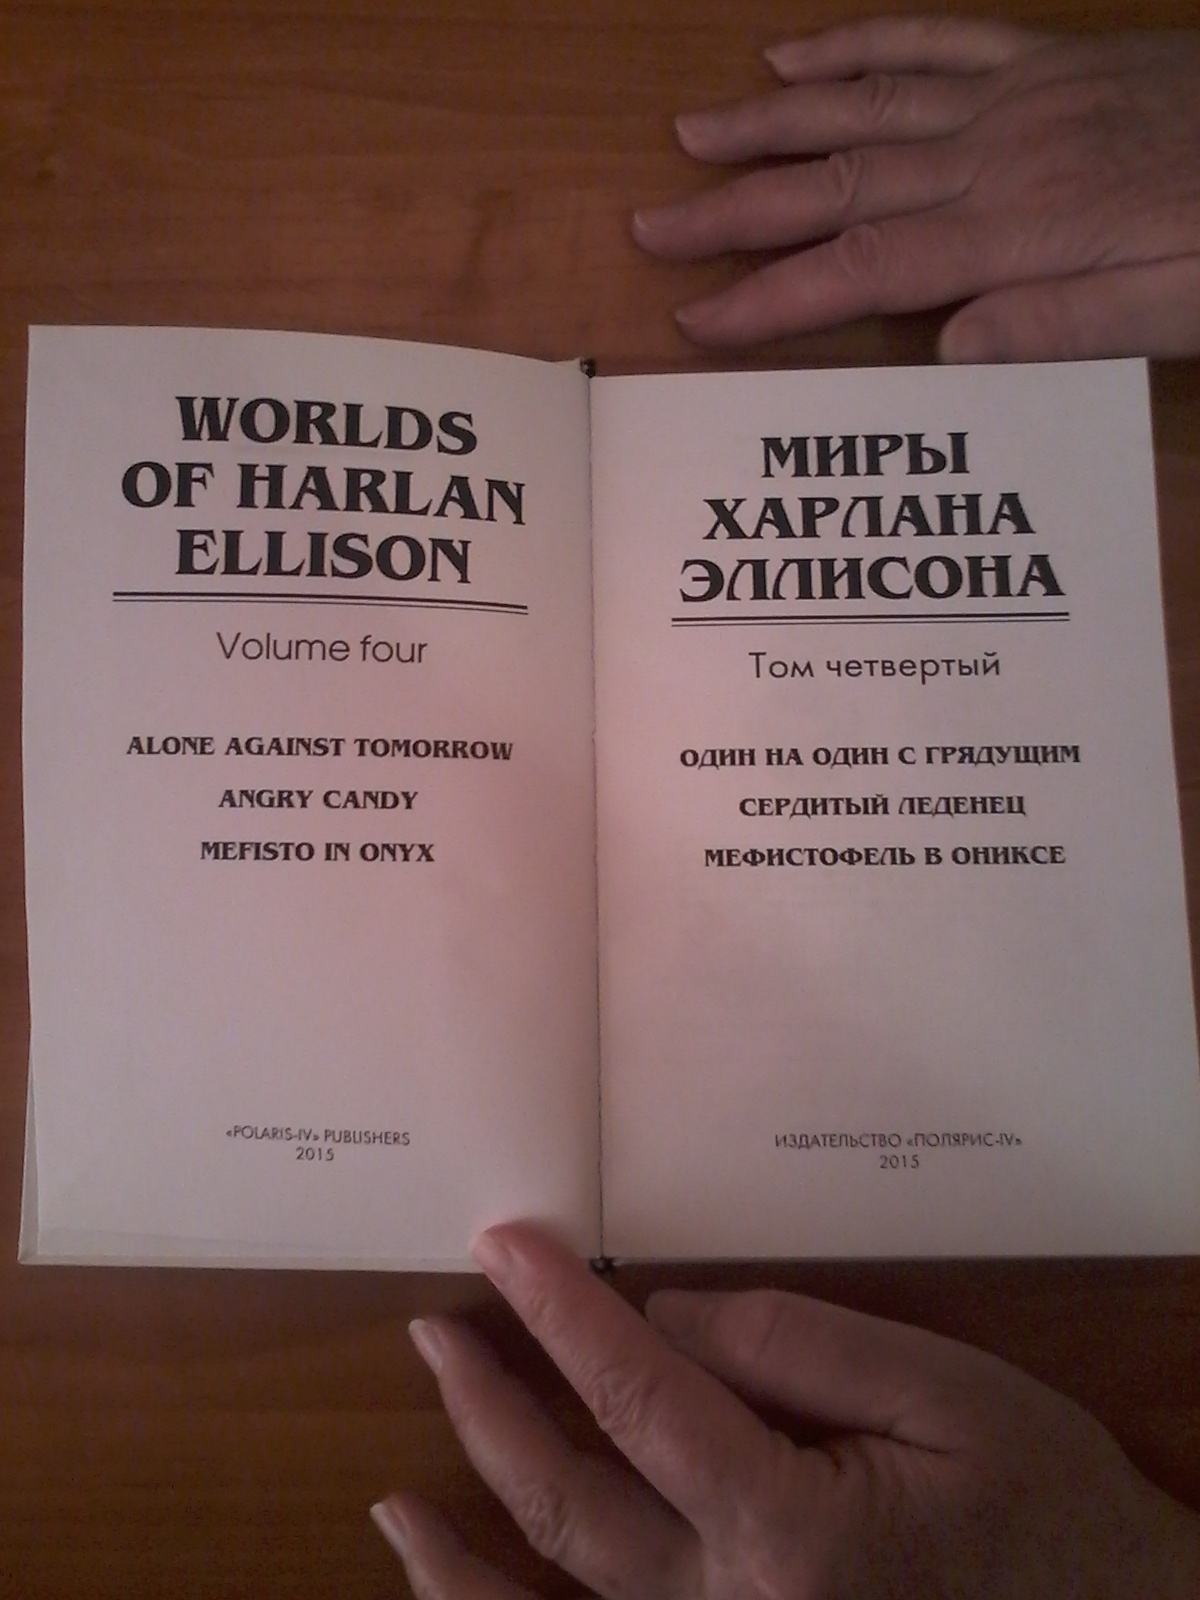 WORLDS
OF HARLAN
ELLISON
Volume four
ALONE AGAINST TOMORROW
ANGRY CANDY
MEFISTO IN ONYX
«POLARIS-IV» PUBLISHERS
2015
МИРЫ
ХАРЛАНА
ЭЛЛИСОНА
Том четвертый
ОДИН НА ОДИН С ГРЯДУЩИМ
СЕРДИТЫЙ ЛЕДЕНЕЦ
МЕФИСТОФЕЛЬ В ОНИКСЕ
ИЗДАТЕЛЬСТВО «ПОЛЯРИС-IV»
2015